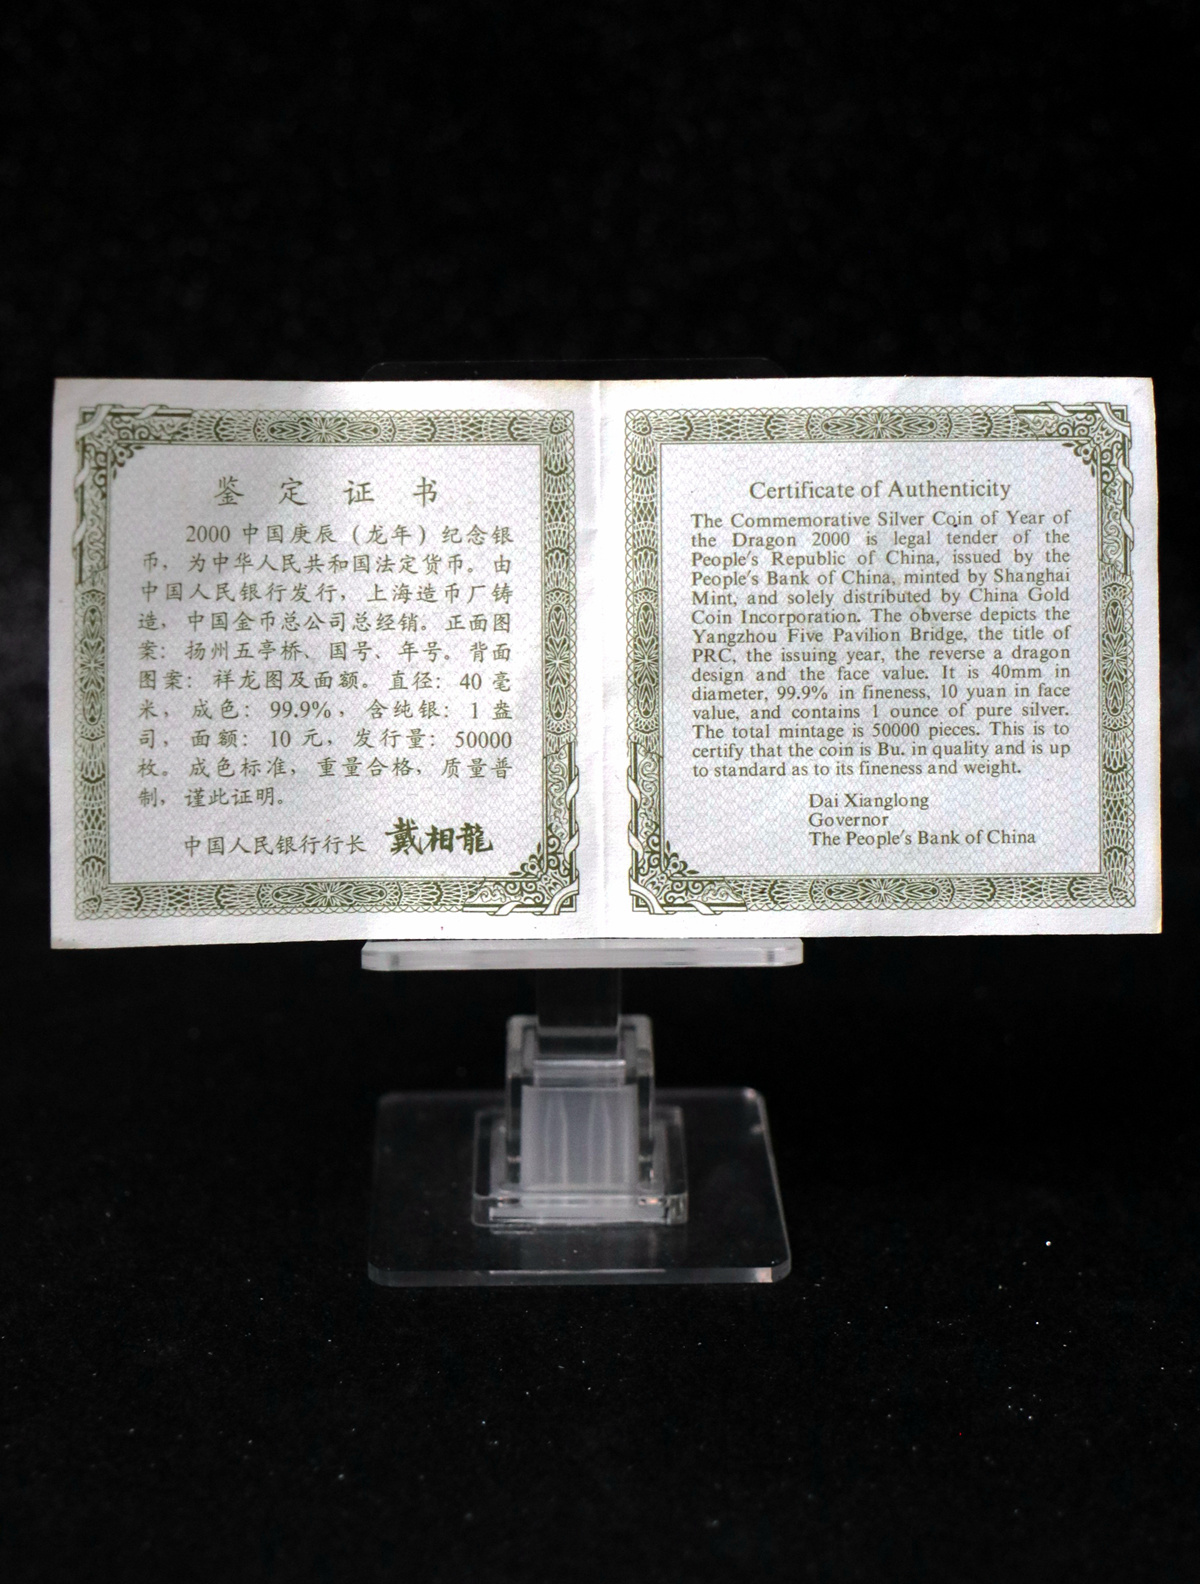 鉴定证书
2000 中国庚辰(龙年)纪念银
币，为中华人民共和国法定货币。由
中国人民银行发行，上海造币厂铸
造，中国金币总公司总经销。正面图
案：扬州五亭桥、国号、年号。背面
图案：祥龙图及面额。直径：40 毫
米，成色：99.9%，含纯银：1 盎
司，面额：10 元，发行量：50000
枚。成色标准，重量合格，质量普
制，谨此证明。
中国人民银行行长 戴相龍
Certificate of Authenticity
The Commemorative Silver Coin of Year of
the Dragon 2000 is legal tender of the
People's Republic of China, issued by the
People's Bank of China, minted by Shanghai
Mint, and solely distributed by China Gold
Coin Incorporation. The obverse depicts the
Yangzhou Five Pavilion Bridge, the title of
PRC, the issuing year, the reverse a dragon
design and the face value. It is 40mm in
diameter, 99.9% in fineness, 10 yuan in face
value, and contains 1 ounce of pure silver.
The total mintage is 50000 pieces. This is to
certify that the coin is Bu. in quality and is up
to standard as to its fineness and weight.
Dai Xianglong
Governor
The People's Bank of China